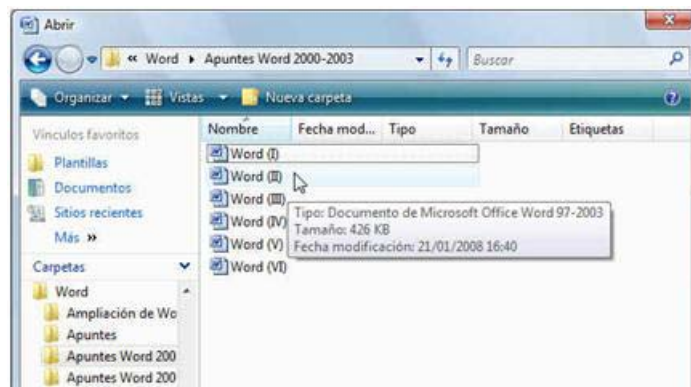 Abrir
« Word ▸ Apuntes Word 2000-2003
Buscar
Organizar Vistas Nueva carpeta
Vínculos favoritos
Plantillas
Documentos
Sitios recientes
Más »
Carpetas
Word
Ampliación de Wo
Apuntes
Apuntes Word 200
Apuntes Word 200
Nombre Fecha mod... Tipo Tamaño Etiquetas
Word (I)
Word (II)
Word (III)
Word (IV)
Word (V)
Word (VI)
Tipo: Documento de Microsoft Office Word 97-2003
Tamaño: 426 KB
Fecha modificación: 21/01/2008 16:40